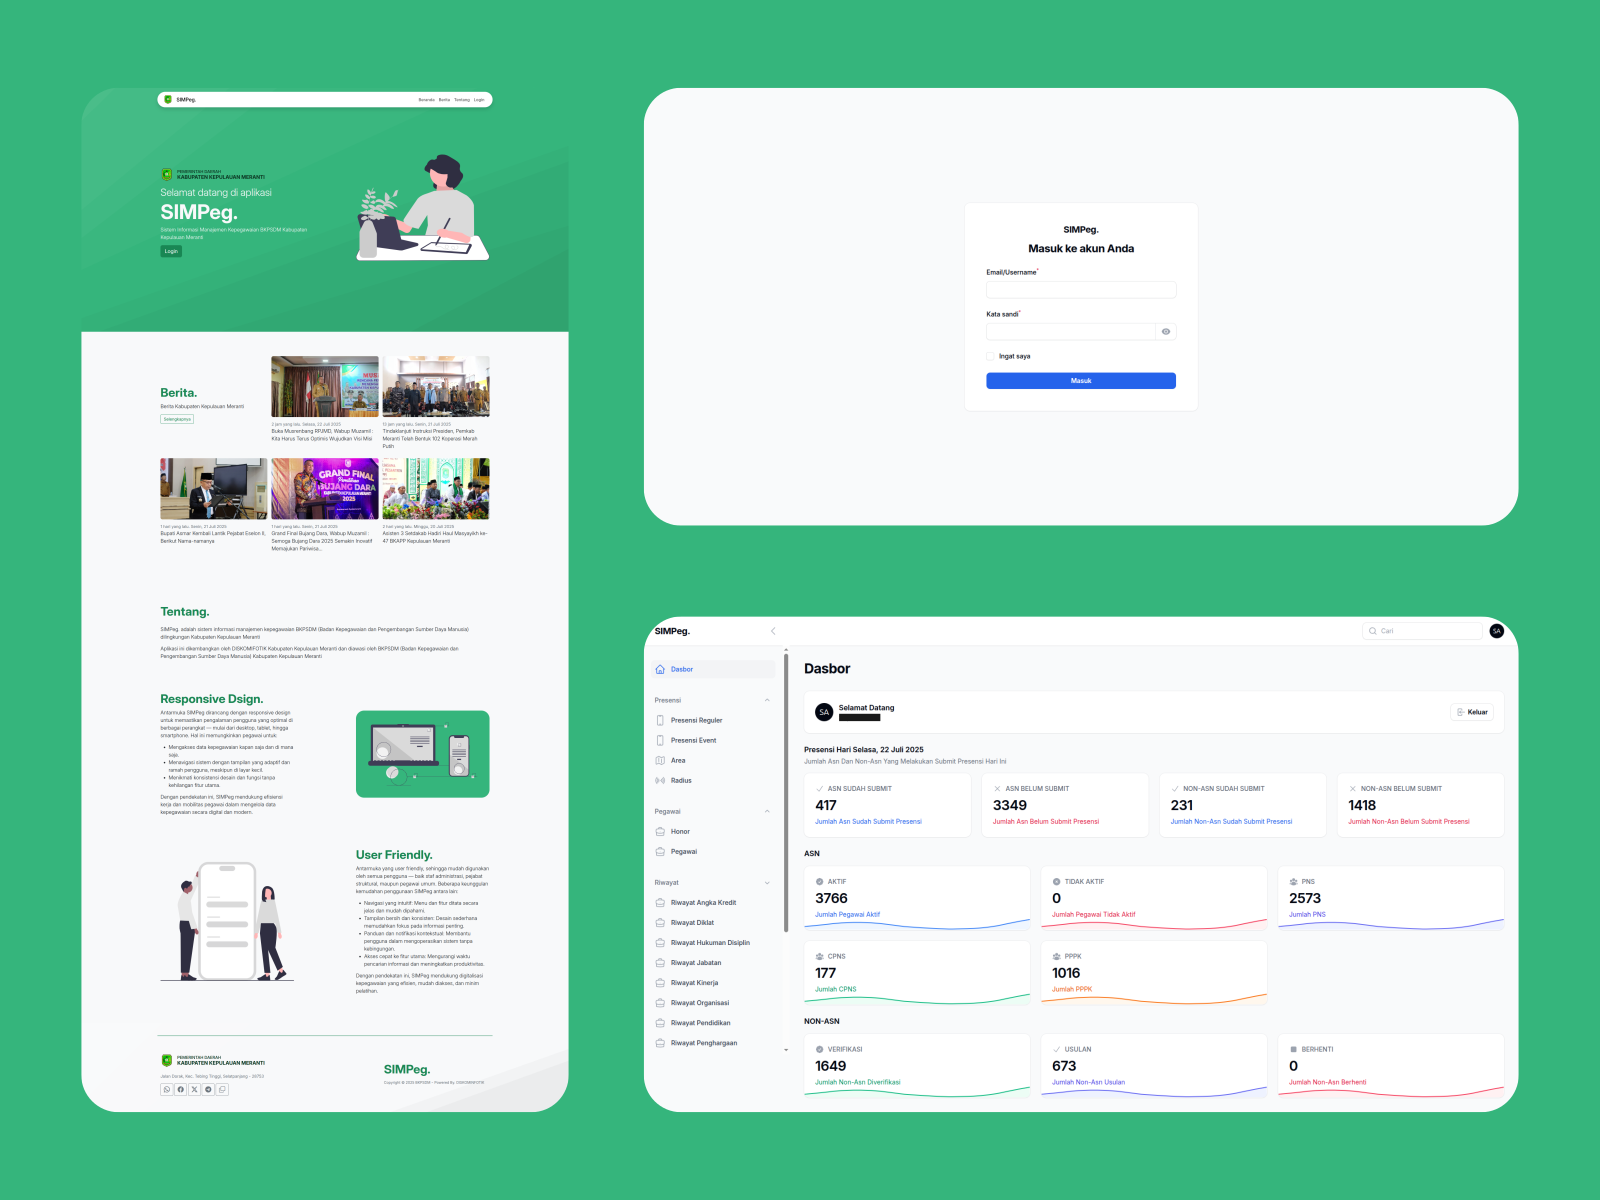 SIMPeg.
Beranda Berita Tentang Login
PEMERINTAH DAERAH
KABUPATEN KEPULAUAN MERANTI
Selamat datang di aplikasi
SIMPeg.
Sistem Informasi Manajemen Kepegawaian BKPSDM Kabupaten
Kepulauan Meranti
Login
Berita.
Berita Kabupaten Kepulauan Meranti
Selengkapnya
2 jam yang lalu, Selasa, 22 Juli 2025
Buka Musrenbang RPJMD, Wabup Muzamil :
Kita Harus Terus Optimis Wujudkan Visi Misi
13 jam yang lalu, Senin, 21 Juli 2025
Tindaklanjuti Instruksi Presiden, Pemkab
Meranti Telah Bentuk 102 Koperasi Merah
Putih
GRAND FINAL
Pemilihan
BUJANG DARA
2025
1 hari yang lalu, Senin, 21 Juli 2025
Bupati Asmar Kembali Lantik Pejabat Eselon II,
Berikut Nama-namanya
1 hari yang lalu, Senin, 21 Juli 2025
Grand Final Bujang Dara, Wabup Muzamil :
Semoga Bujang Dara 2025 Semakin Inovatif
Memajukan Pariwisa...
2 hari yang lalu, Minggu, 20 Juli 2025
Asisten 3 Setdakab Hadiri Haul Masyayikh ke-
47 BKAPP Kepulauan Meranti
Tentang.
SIMPeg. adalah sistem informasi manajemen kepegawaian BKPSDM (Badan Kepegawaian dan Pengembangan Sumber Daya Manusia)
dilingkungan Kabupaten Kepulauan Meranti
Aplikasi ini dikembangkan oleh DISKOMIFOTIK Kabupaten Kepulauan Meranti dan diawasi oleh BKPSDM (Badan Kepegawaian dan
Pengembangan Sumber Daya Manusia) Kabupaten Kepulauan Meranti
Responsive Dsign.
Antarmuka SIMPeg dirancang dengan responsive design
untuk memastikan pengalaman pengguna yang optimal di
berbagai perangkat — mulai dari desktop, tablet, hingga
smartphone. Hal ini memungkinkan pegawai untuk:
• Mengakses data kepegawaian kapan saja dan di mana
saja.
• Menavigasi sistem dengan tampilan yang adaptif dan
ramah pengguna, meskipun di layar kecil.
• Menikmati konsistensi desain dan fungsi tanpa
kehilangan fitur utama.
Dengan pendekatan ini, SIMPeg mendukung efisiensi
kerja dan mobilitas pegawai dalam mengelola data
kepegawaian secara digital dan modern.
User Friendly.
Antarmuka yang user friendly, sehingga mudah digunakan
oleh semua pengguna — baik staf administrasi, pejabat
struktural, maupun pegawai umum. Beberapa keunggulan
kemudahan penggunaan SIMPeg antara lain:
• Navigasi yang intuitif: Menu dan fitur ditata secara
jelas dan mudah dipahami.
• Tampilan bersih dan konsisten: Desain sederhana
memudahkan fokus pada informasi penting.
• Panduan dan notifikasi kontekstual: Membantu
pengguna dalam mengoperasikan sistem tanpa
kebingungan.
• Akses cepat ke fitur utama: Mengurangi waktu
pencarian informasi dan meningkatkan produktivitas.
Dengan pendekatan ini, SIMPeg mendukung digitalisasi
kepegawaian yang efisien, mudah diakses, dan minim
pelatihan.
PEMERINTAH DAERAH
KABUPATEN KEPULAUAN MERANTI
Jalan Dorak, Kec. Tebing Tinggi, Selatpanjang - 28753
SIMPeg.
Copyright © 2025 BKPSDM - Powered By. DISKOMINFOTIK
SIMPeg.
Masuk ke akun Anda
Email/Username*
Kata sandi*
Ingat saya
Masuk
SIMPeg.
Cari
SA
Dasbor
Presensi
Presensi Reguler
Presensi Event
Area
Radius
Pegawai
Honor
Pegawai
Riwayat
Riwayat Angka Kredit
Riwayat Diklat
Riwayat Hukuman Disiplin
Riwayat Jabatan
Riwayat Kinerja
Riwayat Organisasi
Riwayat Pendidikan
Riwayat Penghargaan
Dasbor
SA
Selamat Datang
Keluar
Presensi Hari Selasa, 22 Juli 2025
Jumlah Asn Dan Non-Asn Yang Melakukan Submit Presensi Hari Ini
ASN SUDAH SUBMIT
417
Jumlah Asn Sudah Submit Presensi
ASN BELUM SUBMIT
3349
Jumlah Asn Belum Submit Presensi
NON-ASN SUDAH SUBMIT
231
Jumlah Non-Asn Sudah Submit Presensi
NON-ASN BELUM SUBMIT
1418
Jumlah Non-Asn Belum Submit Presensi
ASN
AKTIF
3766
Jumlah Pegawai Aktif
TIDAK AKTIF
0
Jumlah Pegawai Tidak Aktif
PNS
2573
Jumlah PNS
CPNS
177
Jumlah CPNS
PPPK
1016
Jumlah PPPK
NON-ASN
VERIFIKASI
1649
Jumlah Non-Asn Diverifikasi
USULAN
673
Jumlah Non-Asn Usulan
BERHENTI
0
Jumlah Non-Asn Berhenti